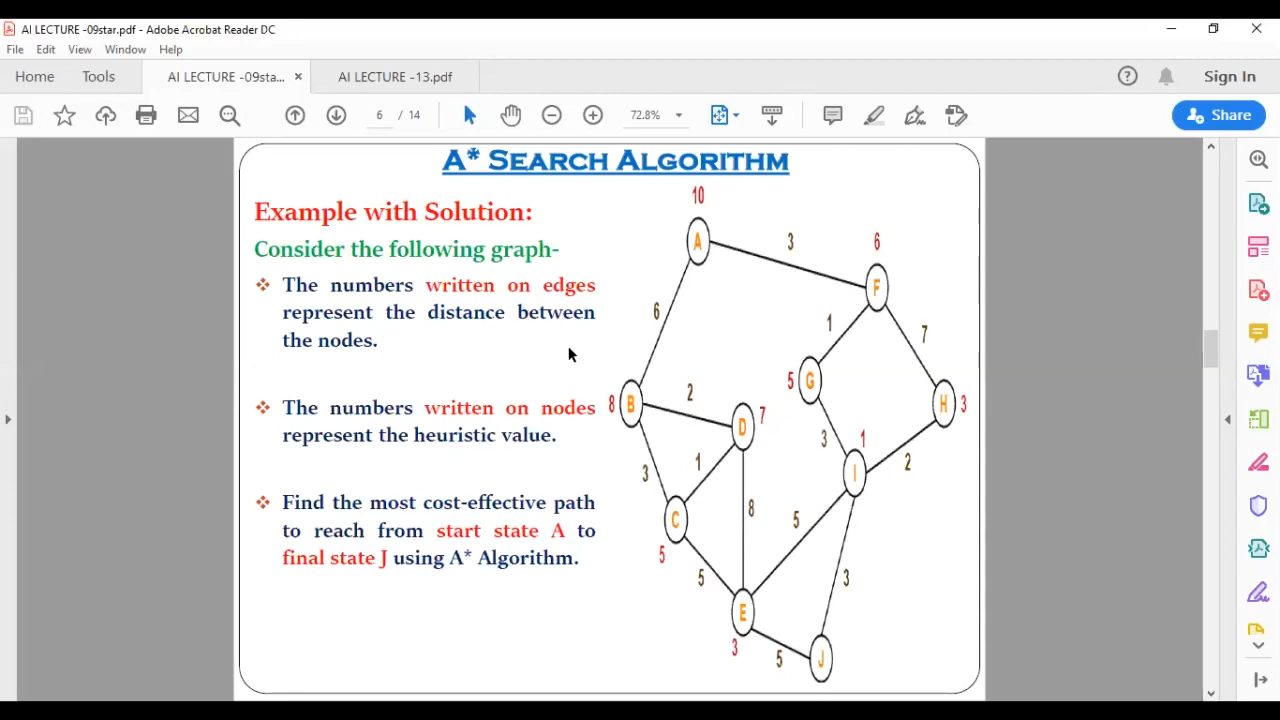 AI LECTURE -09star.pdf - Adobe Acrobat Reader DC
File Edit View Window Help
Home Tools AI LECTURE -09sta... × AI LECTURE -13.pdf Sign In
6 / 14 72.8% Share
A* SEARCH ALGORITHM
Example with Solution:
Consider the following graph-
The numbers written on edges
represent the distance between
the nodes.
The numbers written on nodes
represent the heuristic value.
Find the most cost-effective path
to reach from start state A to
final state J using A* Algorithm.
10
A 3 6
F
6 1 7
8 B 2 5 G H 3
D 7
3 1 3 1
I 2
C 8 5
5
5 3
E
3 5 J